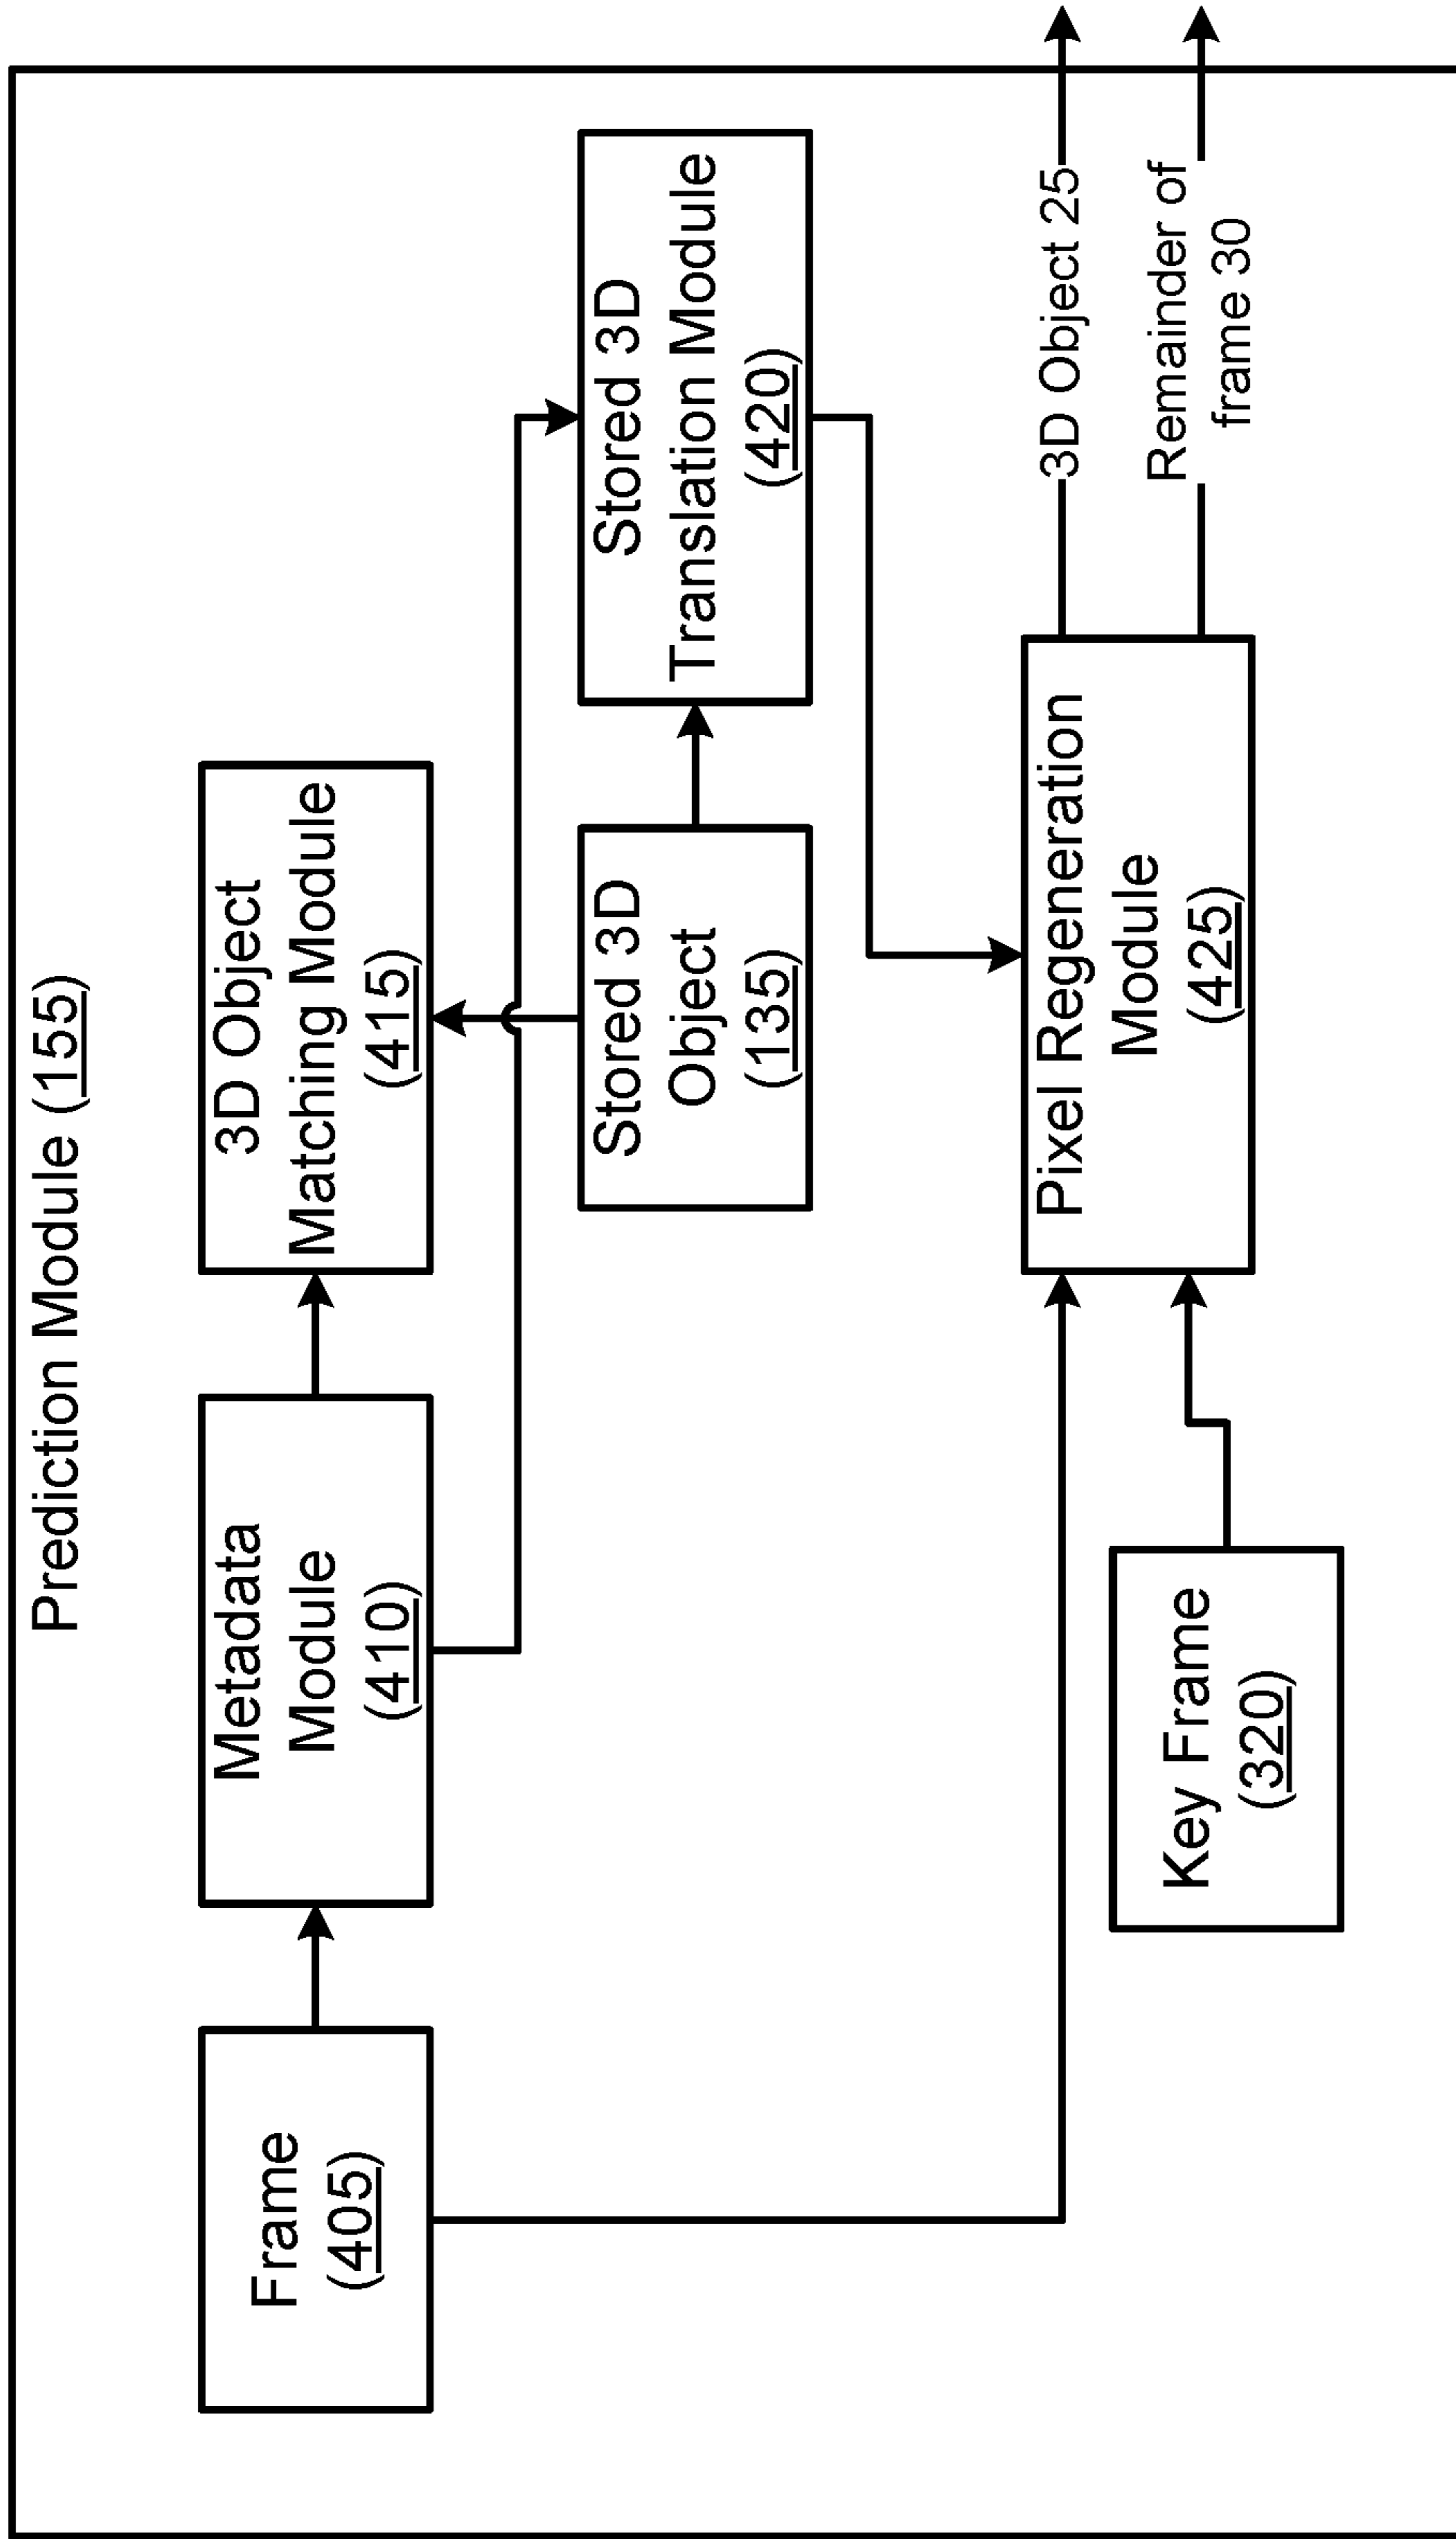 Prediction Module (155)
Frame
(405)
Metadata
Module
(410)
3D Object
Matching Module
(415)
Stored 3D
Object
(135)
Stored 3D
Translation Module
(420)
Key Frame
(320)
Pixel Regeneration
Module
(425)
3D Object 25
Remainder of
frame 30